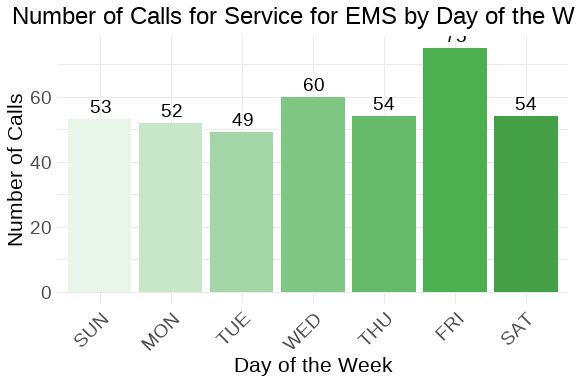 Number of Calls for Service for EMS by Day of the W
75
60
53
52
49
54
54
60
40
20
0
Number of Calls
SUN MON TUE WED THU FRI SAT
Day of the Week